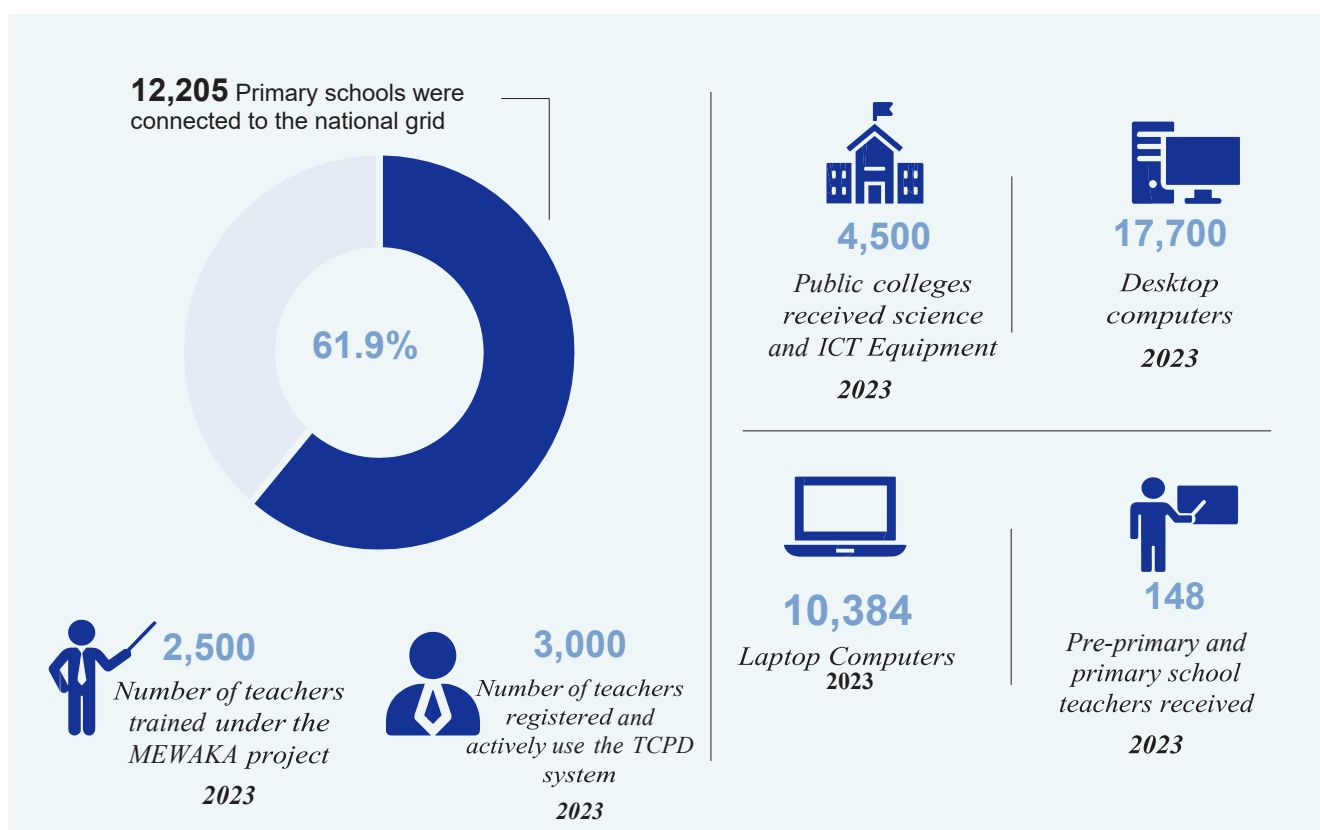 12,205 Primary schools were
connected to the national grid
61.9%
2,500
Number of teachers
trained under the
MEWAKA project
2023
3,000
Number of teachers
registered and
actively use the TCPD
system
2023
4,500
Public colleges
received science
and ICT Equipment
2023
17,700
Desktop
computers
2023
10,384
Laptop Computers
2023
148
Pre-primary and
primary school
teachers received
2023